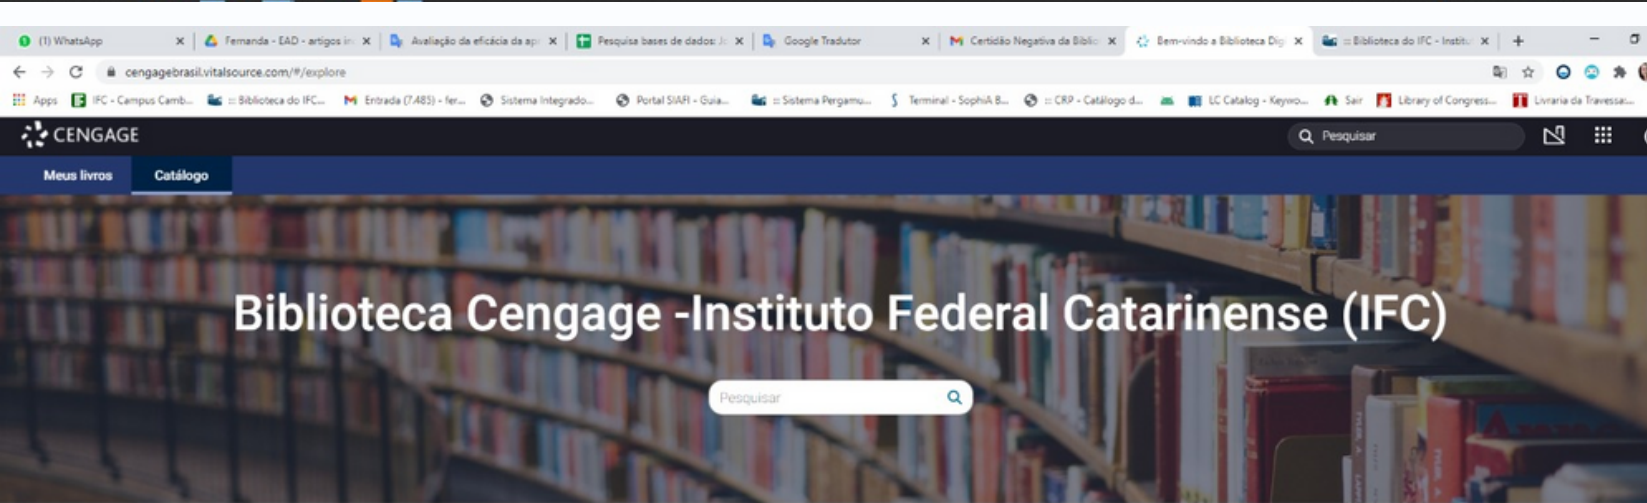 (1) WhatsApp
Fernanda - EAD - artigos in
Avaliação da eficácia da ap
Pesquisa bases de dados:
Google Tradutor
Certidão Negativa da Biblio
Bem-vindo a Biblioteca Dig
::: Biblioteca do IFC - Institu
cengagebrasil.vitalsource.com/#/explore
Apps
IFC - Campus Camb...
::: Biblioteca do IFC...
Entrada (7.485) - fer...
Sistema Integrado...
Portal SIAFI - Guia...
::: Sistema Pergamu...
Terminal - SophiA B...
::: CRP - Catálogo d...
LC Catalog - Keywo...
Sair
Library of Congress...
Livraria da Travessa:...
CENGAGE
Pesquisar
Meus livros
Catálogo
Biblioteca Cengage -Instituto Federal Catarinense (IFC)
Pesquisar